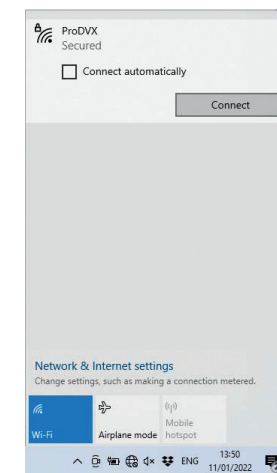 ProDVX
Secured
Connect automatically
Connect
Network & Internet settings
Change settings, such as making a connection metered.
Wi-Fi
Airplane mode
Mobile
hotspot
ENG
13:50
11/01/2022